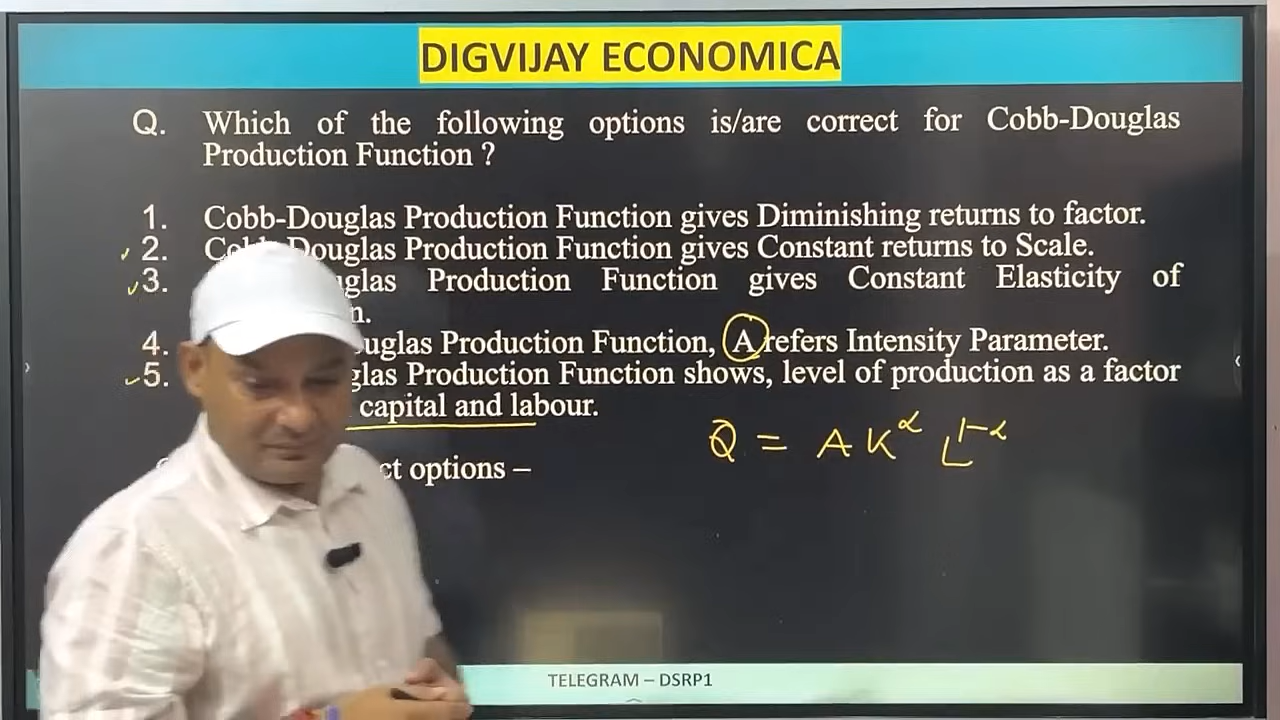 DIGVIJAY ECONOMICA
Q. Which of the following options is/are correct for Cobb-Douglas
Production Function ?
1. Cobb-Douglas Production Function gives Diminishing returns to factor.
2. Cobb-Douglas Production Function gives Constant returns to Scale.
3. glas Production Function gives Constant Elasticity of
n.
4. uglas Production Function, A refers Intensity Parameter.
5. glas Production Function shows, level of production as a factor
capital and labour.
Q = A K^α L^1-α
ct options –
TELEGRAM – DSRP1